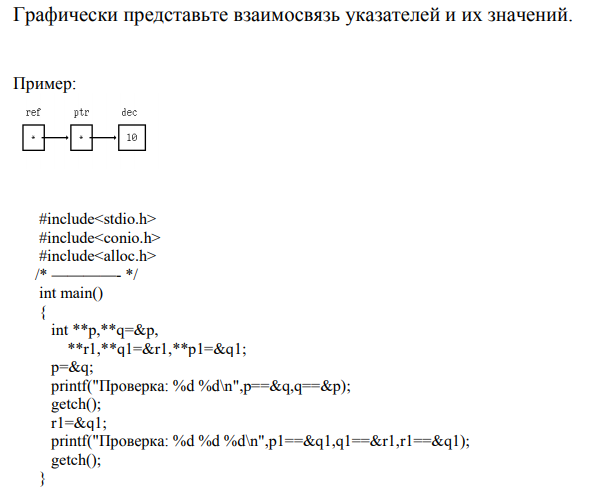 Графически представьте взаимосвязь указателей и их значений.
Пример:
ref ptr dec
* * 10
#include<stdio.h>
#include<conio.h>
#include<alloc.h>
/* ————- */
int main()
{
int **p,**q=&p,
**r1,**q1=&r1,**p1=&q1;
p=&q;
printf("Проверка: %d %d\n",p==&q,q==&p);
getch();
r1=&q1;
printf("Проверка: %d %d %d\n",p1==&q1,q1==&r1,r1==&q1);
getch();
}